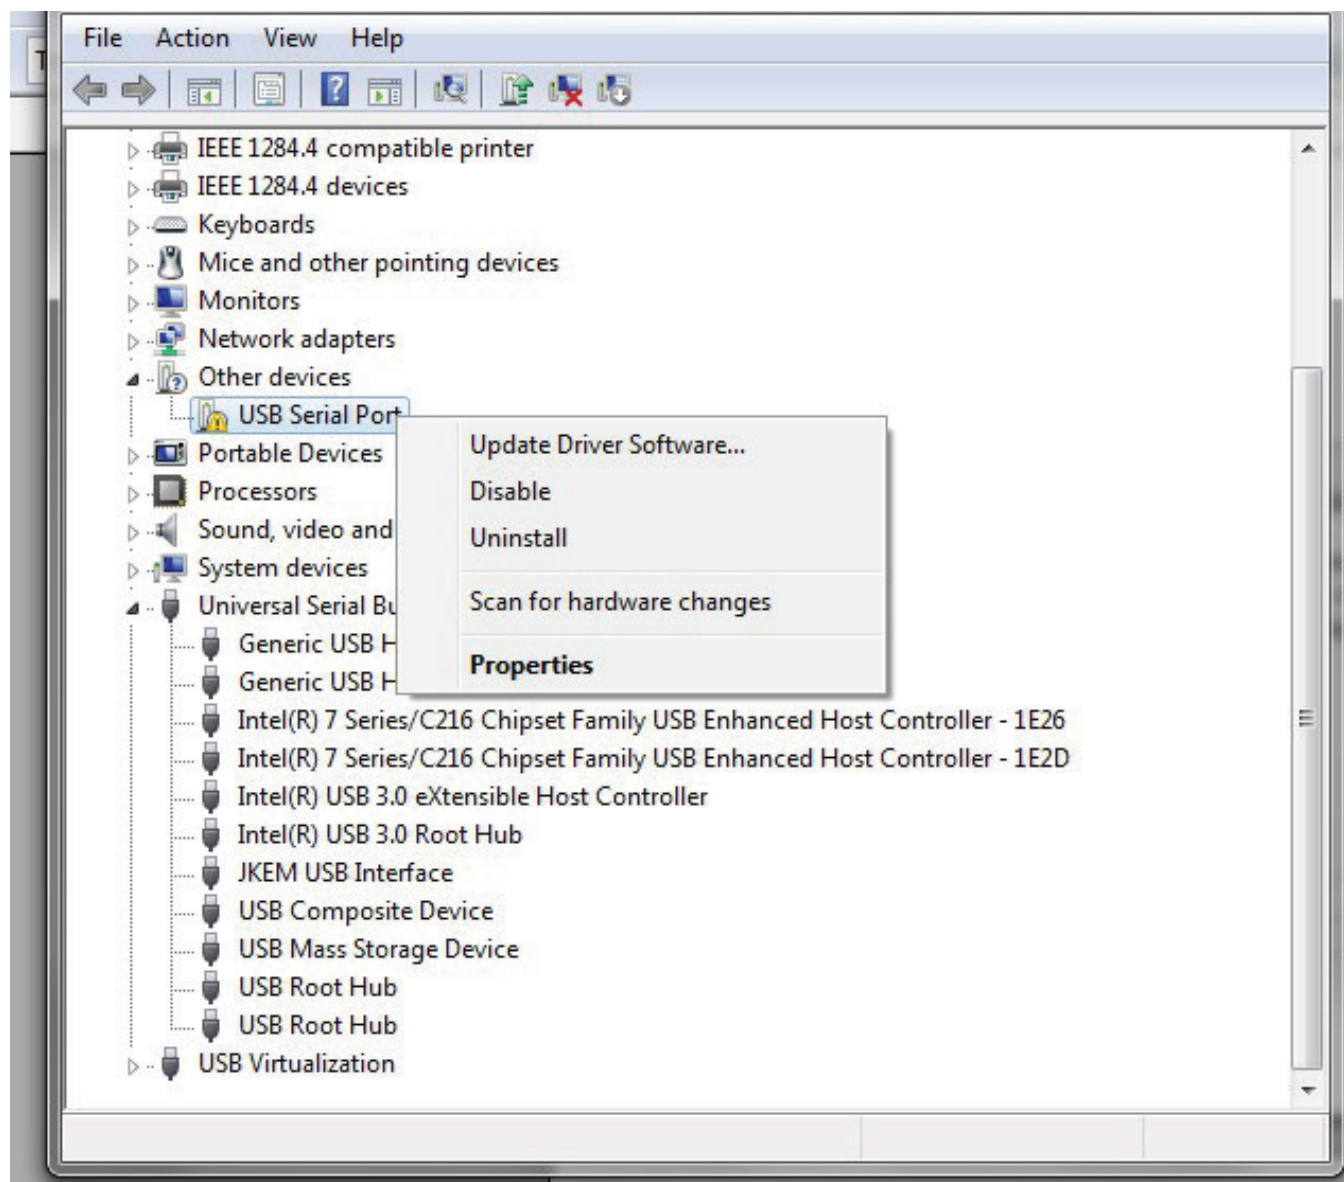 File Action View Help
IEEE 1284.4 compatible printer
IEEE 1284.4 devices
Keyboards
Mice and other pointing devices
Monitors
Network adapters
Other devices
USB Serial Port
Update Driver Software...
Portable Devices
Disable
Processors
Uninstall
Sound, video and
System devices
Scan for hardware changes
Universal Serial Bu
Generic USB H
Properties
Generic USB H
Intel(R) 7 Series/C216 Chipset Family USB Enhanced Host Controller - 1E26
Intel(R) 7 Series/C216 Chipset Family USB Enhanced Host Controller - 1E2D
Intel(R) USB 3.0 eXtensible Host Controller
Intel(R) USB 3.0 Root Hub
JKEM USB Interface
USB Composite Device
USB Mass Storage Device
USB Root Hub
USB Root Hub
USB Virtualization